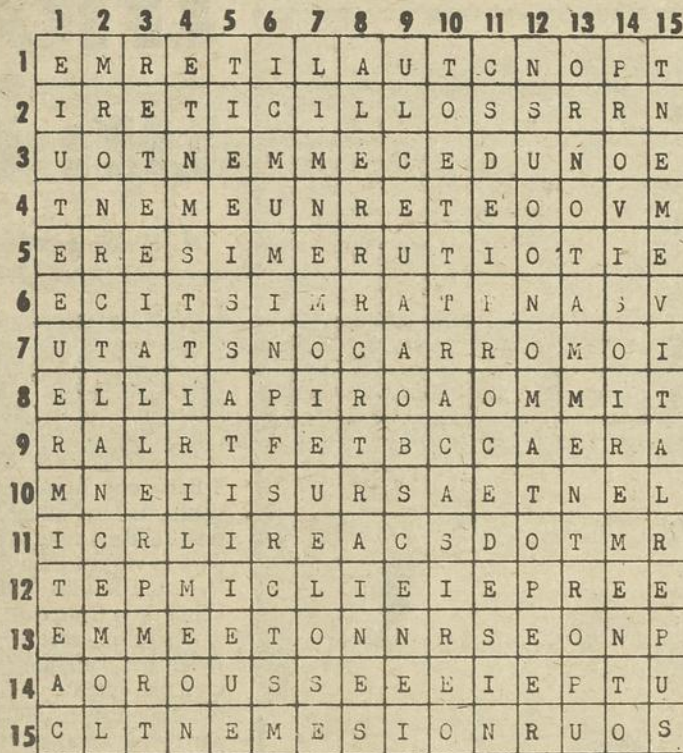 1 2 3 4 5 6 7 8 9 10 11 12 13 14 15
1 E M R E T I L A U T C N O P T
2 I R E T I C l L L O S S R R N
3 U O T N E M M E C E D U N O E
4 T N E M E U N R E T E O O V M
5 E R E S I M E R U T I O T I E
6 E C I T S I M R A T I N A S V
7 U T A T S N O C A R R O M O I
8 E L L I A P I R O A O M M I T
9 R A L R T F E T B C C A E R A
10 M N E I I S U R S A E T N E L
11 I C R L I R E A C S D O T M R
12 T E P M I C L I E I E P R E E
13 E M M E E T O N N R S E O N P
14 A O R O U S S E E E I E P T U
15 C L T N E M E S I O N R U O S